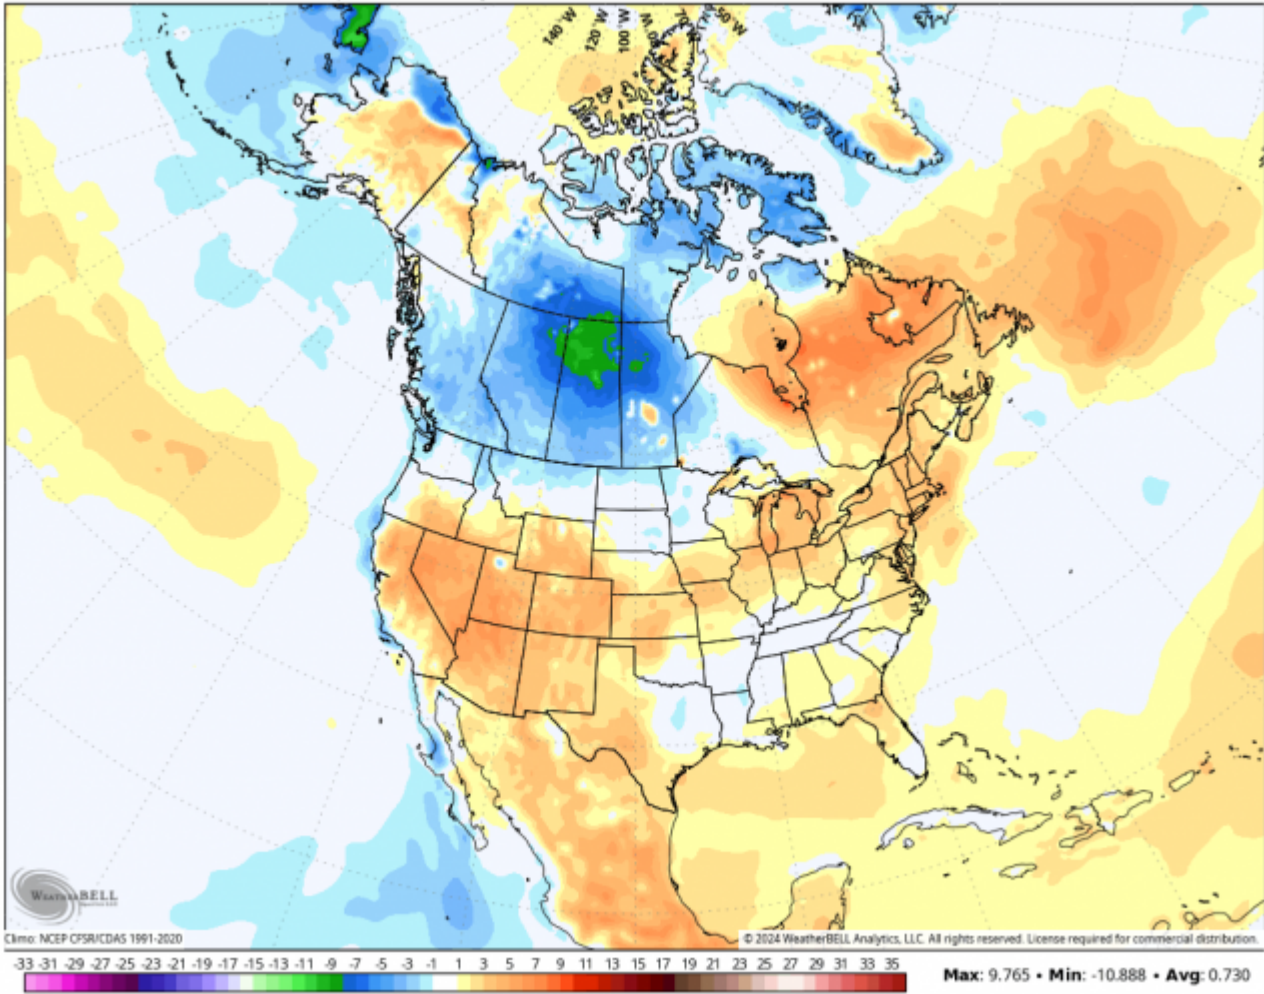 140°W 120°W 100°W 50°W
WEATHERBELL
Climo: NCEP CFSR/CDAS 1991-2020
© 2024 WeatherBELL Analytics, LLC. All rights reserved. License required for commercial distribution.
-33 -31 -29 -27 -25 -23 -21 -19 -17 -15 -13 -11 -9 -7 -5 -3 -1 1 3 5 7 9 11 13 15 17 19 21 23 25 27 29 31 33 35
Max: 9.765 • Min: -10.888 • Avg: 0.730